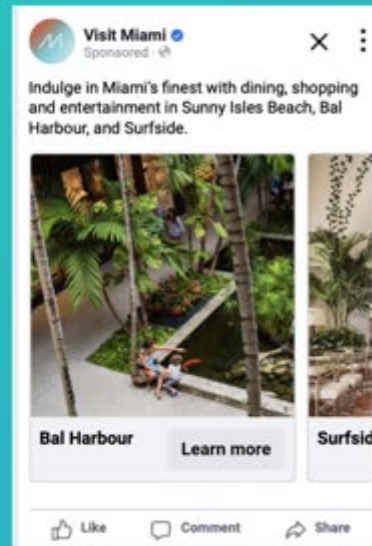 Visit Miami
Sponsored ·
Indulge in Miami's finest with dining, shopping
and entertainment in Sunny Isles Beach, Bal
Harbour, and Surfside.
Bal Harbour
Learn more
Surfsid
Like
Comment
Share